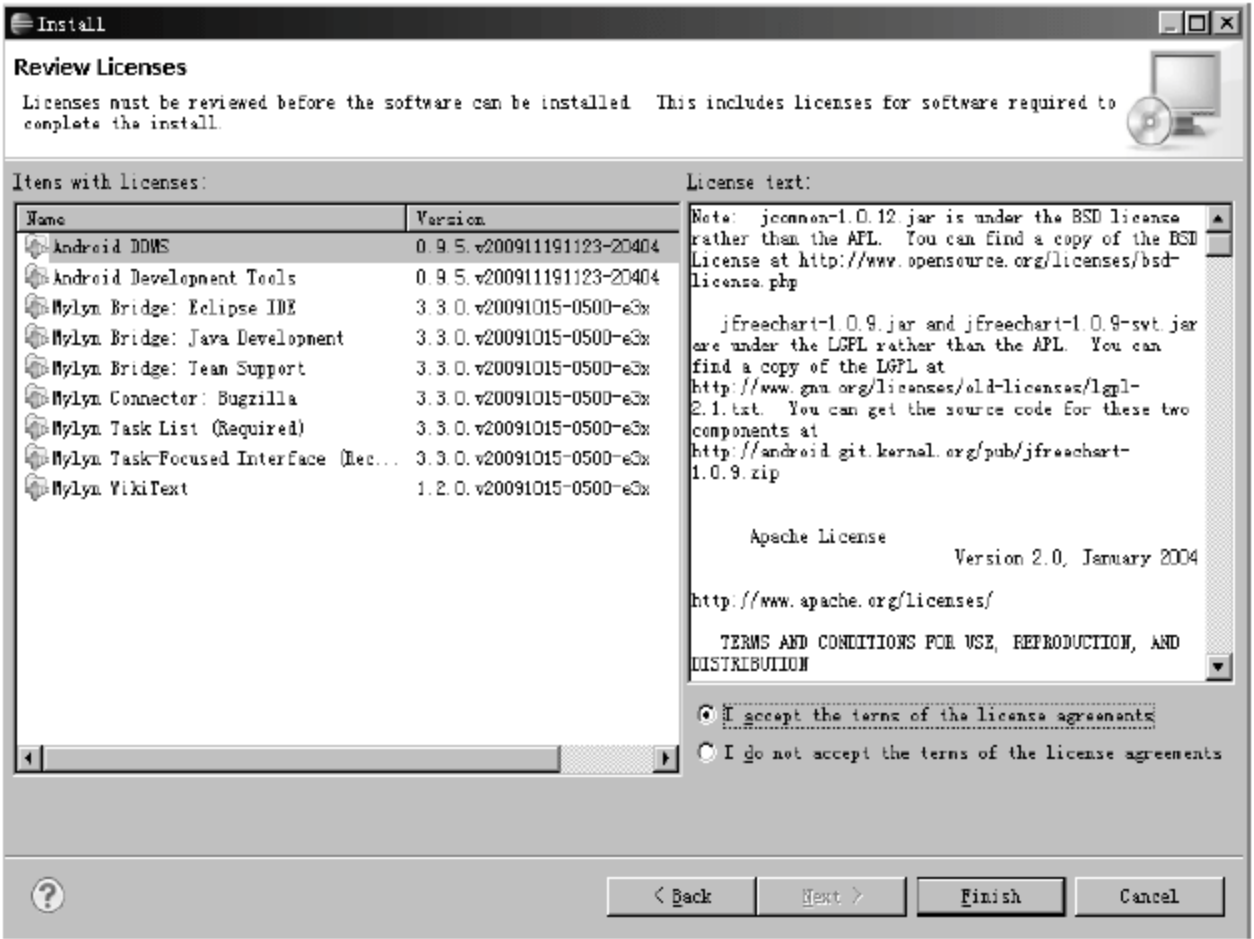 Install
Review Licenses
Licenses must be reviewed before the software can be installed  This includes licenses for software required to
complete the install.
Items with licenses:
Name Version
Android DDMS 0.9.5.v200911191123-20404
Android Development Tools 0.9.5.v200911191123-20404
Mylyn Bridge: Eclipse IDE 3.3.0.v20091015-0500-e3x
Mylyn Bridge: Java Development 3.3.0.v20091015-0500-e3x
Mylyn Bridge: Team Support 3.3.0.v20091015-0500-e3x
Mylyn Connector: Bugzilla 3.3.0.v20091015-0500-e3x
Mylyn Task List (Required) 3.3.0.v20091015-0500-e3x
Mylyn Task-Focused Interface (Rec... 3.3.0.v20091015-0500-e3x
Mylyn WikiText 1.2.0.v20091015-0500-e3x
License text:
Note:  jcommon-1.0.12.jar is under the BSD license
rather than the APL.  You can find a copy of the BSD
License at http://www.opensource.org/licenses/bsd-
license.php
jfreechart-1.0.9.jar and jfreechart-1.0.9-swt.jar
are under the LGPL rather than the APL.  You can
find a copy of the LGPL at
http://www.gnu.org/licenses/old-licenses/lgpl-
2.1.txt.  You can get the source code for these two
components at
http://android.git.kernel.org/pub/jfreechart-
1.0.9.zip
Apache License
Version 2.0, January 2004
http://www.apache.org/licenses/
TERMS AND CONDITIONS FOR USE, REPRODUCTION, AND
DISTRIBUTION
I accept the terms of the license agreements
I do not accept the terms of the license agreements
? < Back Next > Finish Cancel